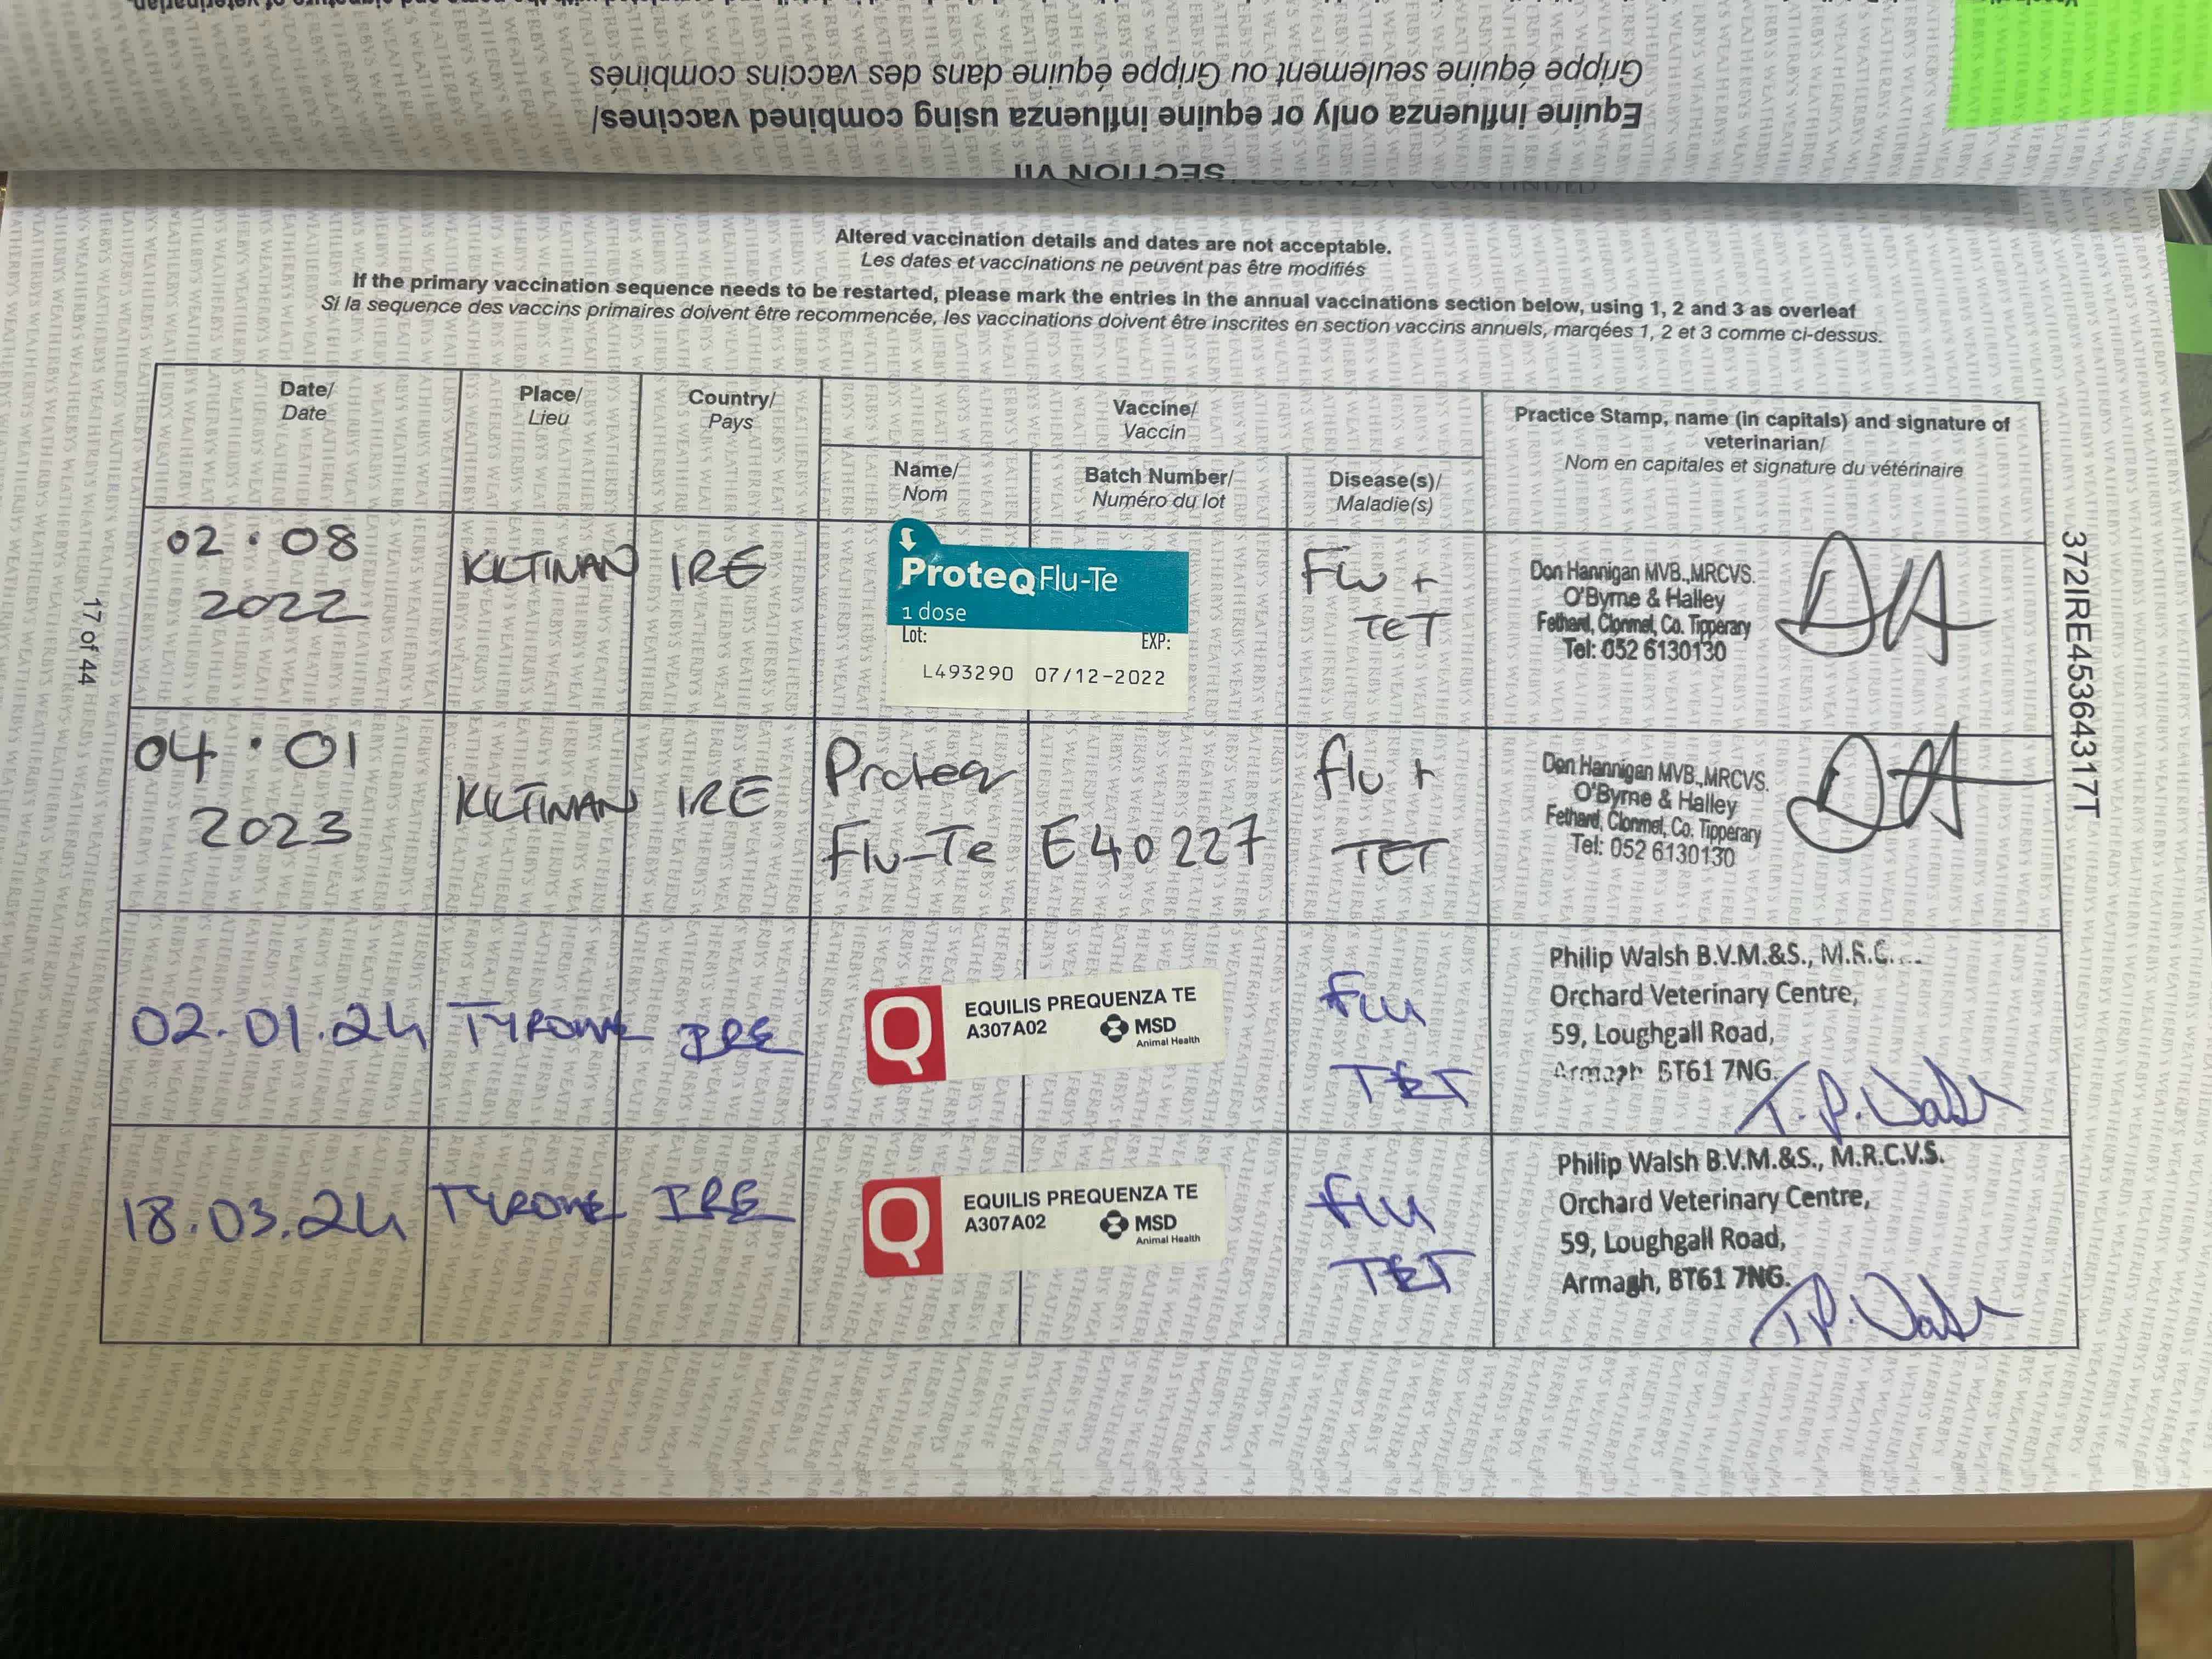 Grippe équine seulement ou Grippe équine dans des vaccins combinés
Equine influenza only or equine influenza using combined vaccines/
SECTION VII
CONTINUED
Altered vaccination details and dates are not acceptable.
Les dates et vaccinations ne peuvent pas être modifiés
If the primary vaccination sequence needs to be restarted, please mark the entries in the annual vaccinations section below, using 1, 2 and 3 as overleaf
Si la sequence des vaccins primaires doivent être recommencée, les vaccinations doivent être inscrites en section vaccins annuels, marqées 1, 2 et 3 comme ci-dessus.
Date/
Date
Place/
Lieu
Country/
Pays
Vaccine/
Vaccin
Name/
Nom
Batch Number/
Numéro du lot
Disease(s)/
Maladie(s)
Practice Stamp, name (in capitals) and signature of
veterinarian/
Nom en capitales et signature du vétérinaire
02 . 08
2022
KILTINAN
IRE
ProteqFlu-Te
1 dose
Lot:
EXP:
L493290 07/12-2022
Flu +
TET
Don Hannigan MVB.,MRCVS.
O'Byrne & Halley
Fethard, Clonmel, Co. Tipperary
Tel: 052 6130130
DH
04 . 01
2023
KILTINAN
IRE
Proteq
Flu-Te
E40227
flu +
TET
Don Hannigan MVB.,MRCVS.
O'Byrne & Halley
Fethard, Clonmel, Co. Tipperary
Tel: 052 6130130
DH
02.01.24
TYRONE
IRE
Q
EQUILIS PREQUENZA TE
A307A02
MSD
Animal Health
Flu
TET
Philip Walsh B.V.M.&S., M.R.C.
Orchard Veterinary Centre,
59, Loughgall Road,
Armagh BT61 7NG.
T.P. Walsh
18.03.24
TYRONE
IRE
Q
EQUILIS PREQUENZA TE
A307A02
MSD
Animal Health
Flu
TET
Philip Walsh B.V.M.&S., M.R.C.V.S.
Orchard Veterinary Centre,
59, Loughgall Road,
Armagh, BT61 7NG.
T.P. Walsh
17 of 44
372IRE45364317T
WEATHERBYS